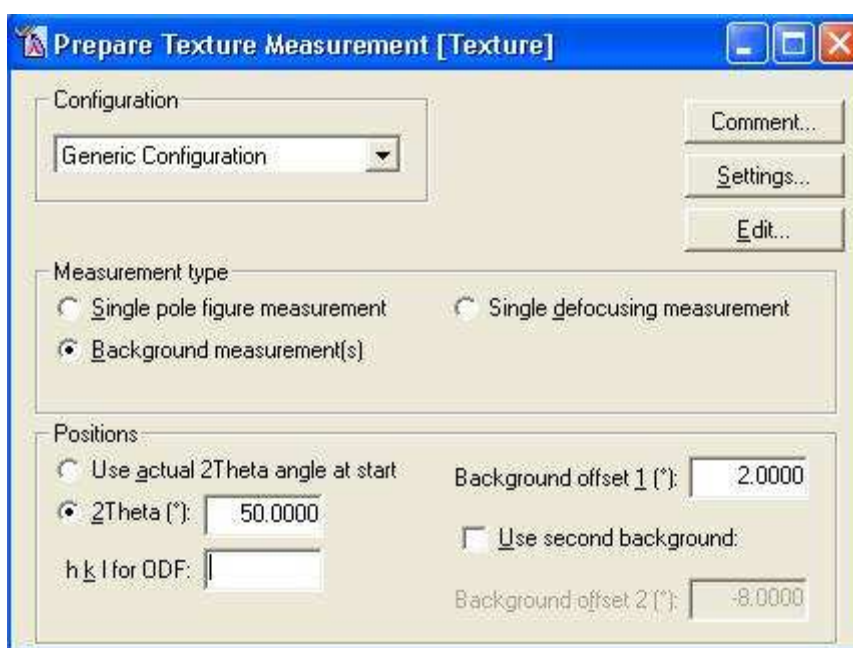 Prepare Texture Measurement [Texture]
Configuration
Generic Configuration
Comment...
Settings...
Edit...
Measurement type
Single pole figure measurement
Single defocusing measurement
Background measurement(s)
Positions
Use actual 2Theta angle at start
Background offset 1 (°): 2.0000
2Theta (°): 50.0000
Use second background:
h k l for ODF:
Background offset 2 (°): -8.0000